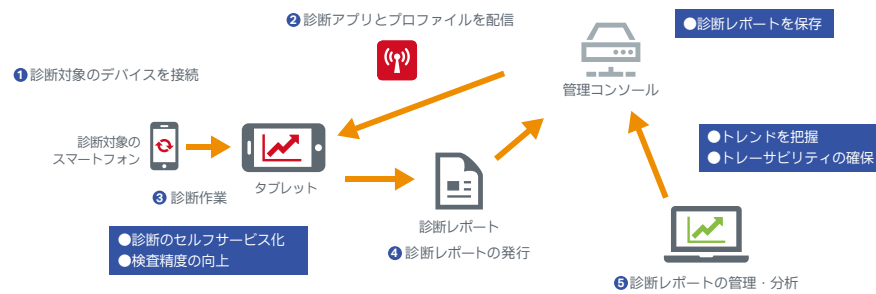 ❷診断アプリとプロファイルを配信
●診断レポートを保存
❶診断対象のデバイスを接続
管理コンソール
診断対象の
スマートフォン
●トレンドを把握
●トレーサビリティの確保
タブレット
❸診断作業
診断レポート
●診断のセルフサービス化
●検査精度の向上
❹診断レポートの発行
❺診断レポートの管理・分析